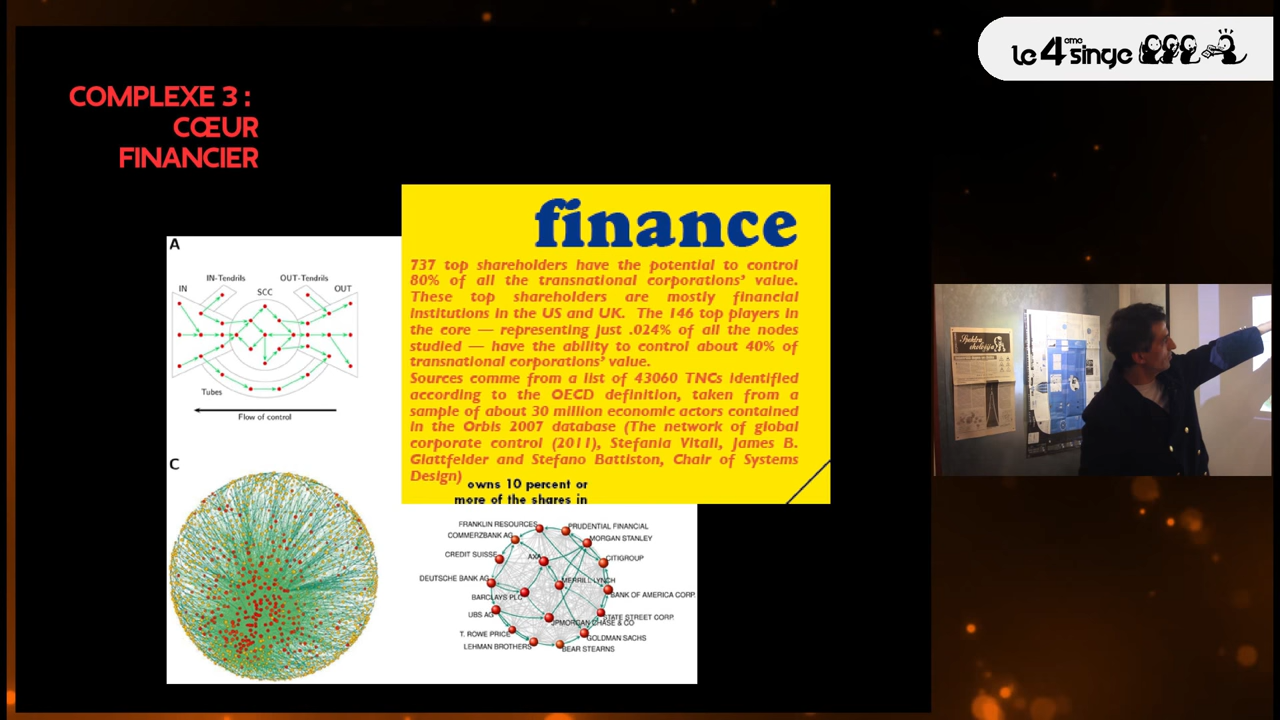 le 4eme singe
COMPLEXE 3 :
CŒUR
FINANCIER
finance
737 top shareholders have the potential to control
80% of all the transnational corporations' value.
These top shareholders are mostly financial
institutions in the US and UK. The 146 top players in
the core — representing just .024% of all the nodes
studied — have the ability to control about 40% of
transnational corporations' value.
Sources comme from a list of 43060 TNCs identified
according to the OECD definition, taken from a
sample of about 30 million economic actors contained
in the Orbis 2007 database (The network of global
corporate control (2011), Stefania Vitali, James B.
Glattfelder and Stefano Battiston, Chair of Systems
Design)
owns 10 percent or
more of the shares in
A
IN-Tendrils
OUT-Tendrils
IN
SCC
OUT
Tubes
Flow of control
C
FRANKLIN RESOURCES
PRUDENTIAL FINANCIAL
COMMERZBANK AG
MORGAN STANLEY
CREDIT SUISSE
AXA
CITIGROUP
DEUTSCHE BANK AG
MERRILL LYNCH
BARCLAYS PLC
BANK OF AMERICA CORP.
UBS AG
STATE STREET CORP.
JPMORGAN CHASE & CO
T. ROWE PRICE
GOLDMAN SACHS
LEHMAN BROTHERS
BEAR STEARNS